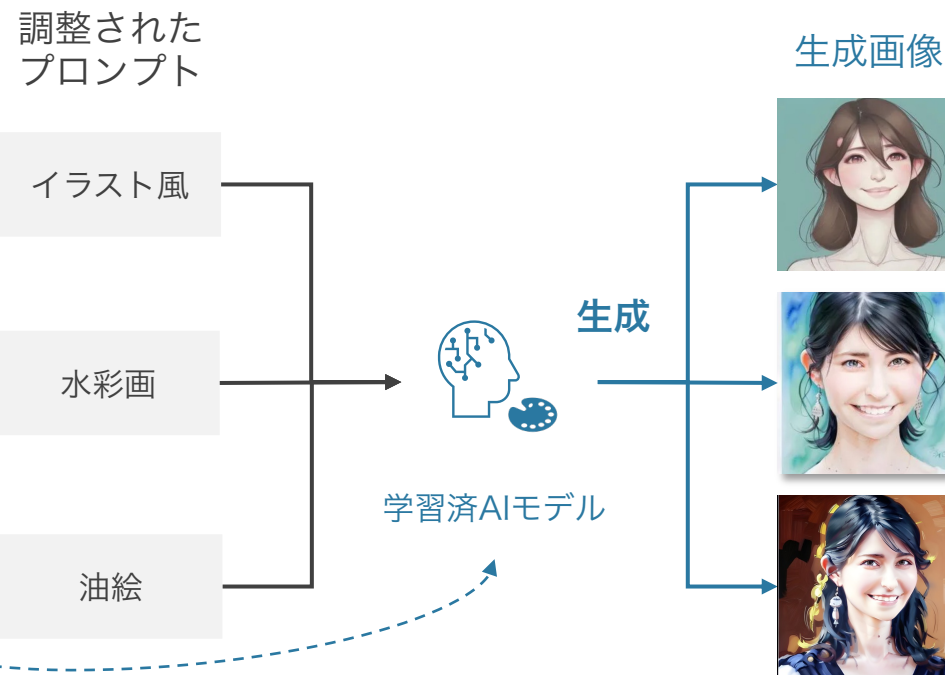 調整された
プロンプト
生成画像
イラスト風
生成
水彩画
学習済AIモデル
油絵